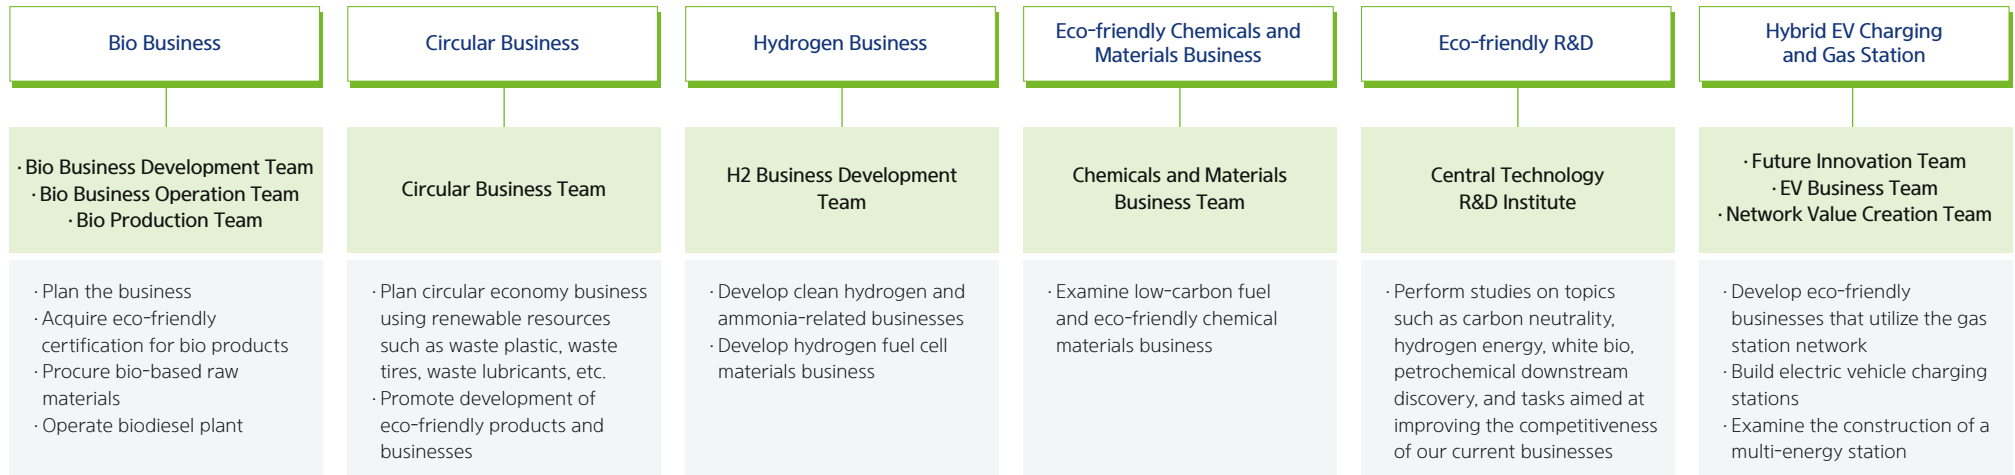 Bio Business
· Bio Business Development Team
· Bio Business Operation Team
· Bio Production Team
· Plan the business
· Acquire eco-friendly
certification for bio products
· Procure bio-based raw
materials
· Operate biodiesel plant
Circular Business
Circular Business Team
· Plan circular economy business
using renewable resources
such as waste plastic, waste
tires, waste lubricants, etc.
· Promote development of
eco-friendly products and
businesses
Hydrogen Business
H2 Business Development
Team
· Develop clean hydrogen and
ammonia-related businesses
· Develop hydrogen fuel cell
materials business
Eco-friendly Chemicals and
Materials Business
Chemicals and Materials
Business Team
· Examine low-carbon fuel
and eco-friendly chemical
materials business
Eco-friendly R&D
Central Technology
R&D Institute
· Perform studies on topics
such as carbon neutrality,
hydrogen energy, white bio,
petrochemical downstream
discovery, and tasks aimed at
improving the competitiveness
of our current businesses
Hybrid EV Charging
and Gas Station
· Future Innovation Team
· EV Business Team
· Network Value Creation Team
· Develop eco-friendly
businesses that utilize the gas
station network
· Build electric vehicle charging
stations
· Examine the construction of a
multi-energy station